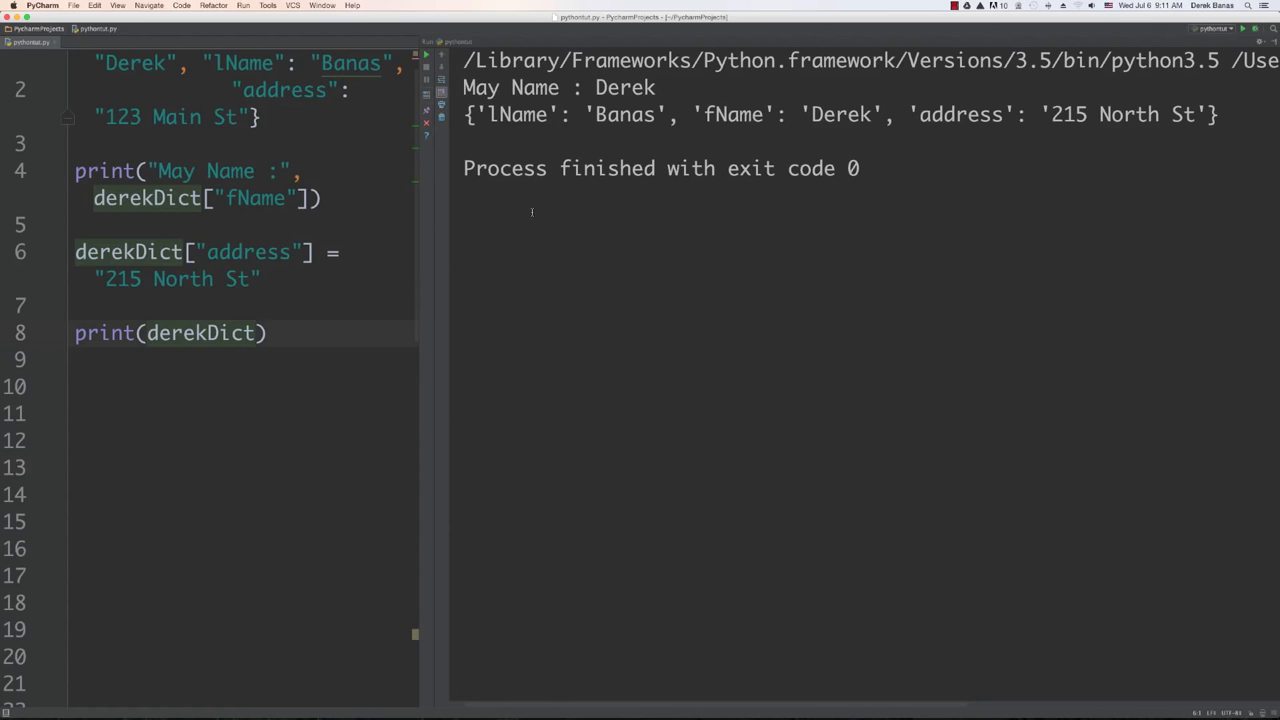 PyCharm File Edit View Navigate Code Refactor Run Tools VCS Window Help 10 Wed Jul 6 9:11 AM Derek Banas
pythontut.py - PycharmProjects - [~/PycharmProjects]
PycharmProjects pythontut.py pythontut
pythontut.py
Run pythontut
"Derek", "lName": "Banas",
2 "address":
"123 Main St"}
3
4 print("May Name :",
derekDict["fName"])
5
6 derekDict["address"] =
"215 North St"
7
8 print(derekDict)
9
10
11
12
13
14
15
16
17
18
19
20
21
/Library/Frameworks/Python.framework/Versions/3.5/bin/python3.5 /Use
May Name : Derek
{'lName': 'Banas', 'fName': 'Derek', 'address': '215 North St'}
Process finished with exit code 0